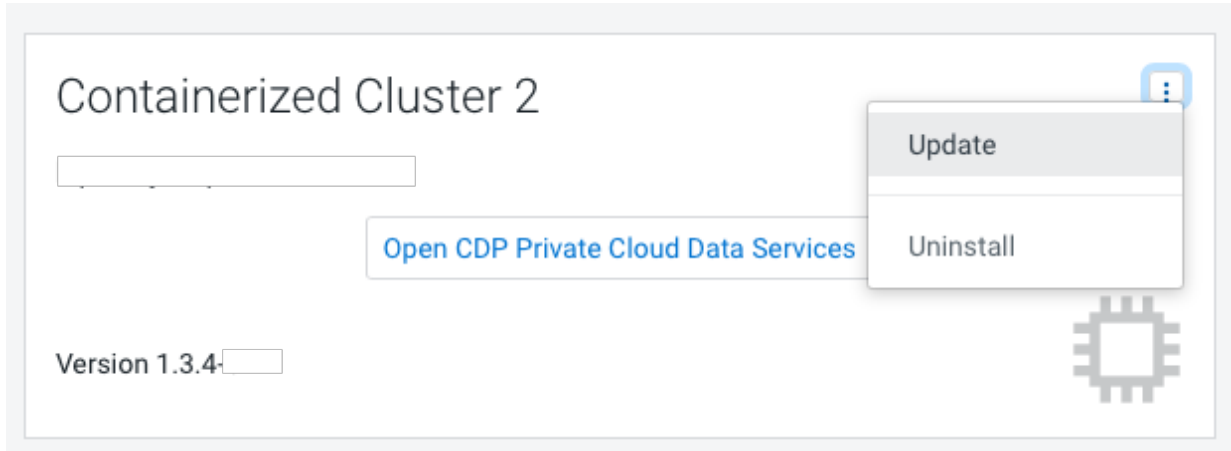 Containerized Cluster 2
Update
Open CDP Private Cloud Data Services
Uninstall
Version 1.3.4-